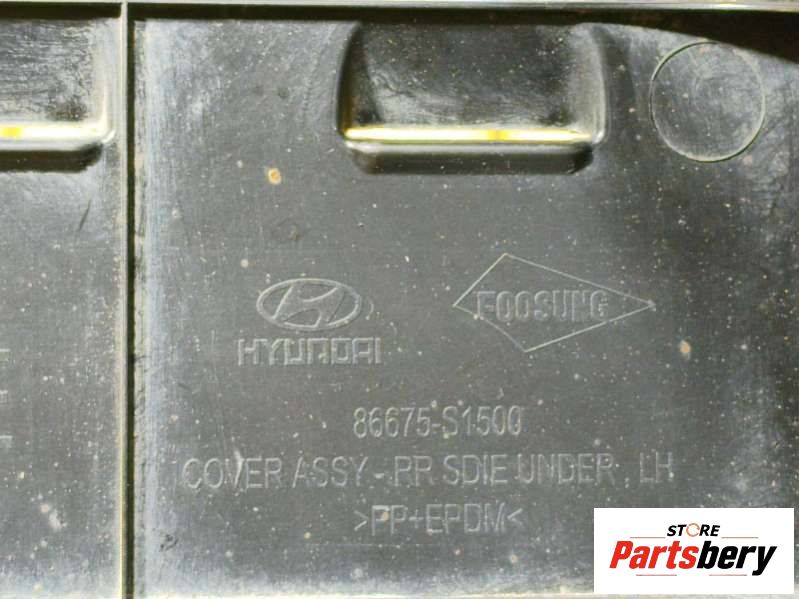 HYUNDAI
FOOSUNG
86675-S1500
COVER ASSY-RR SDIE UNDER , LH
>PP+EPDM<
STORE
Partsbery